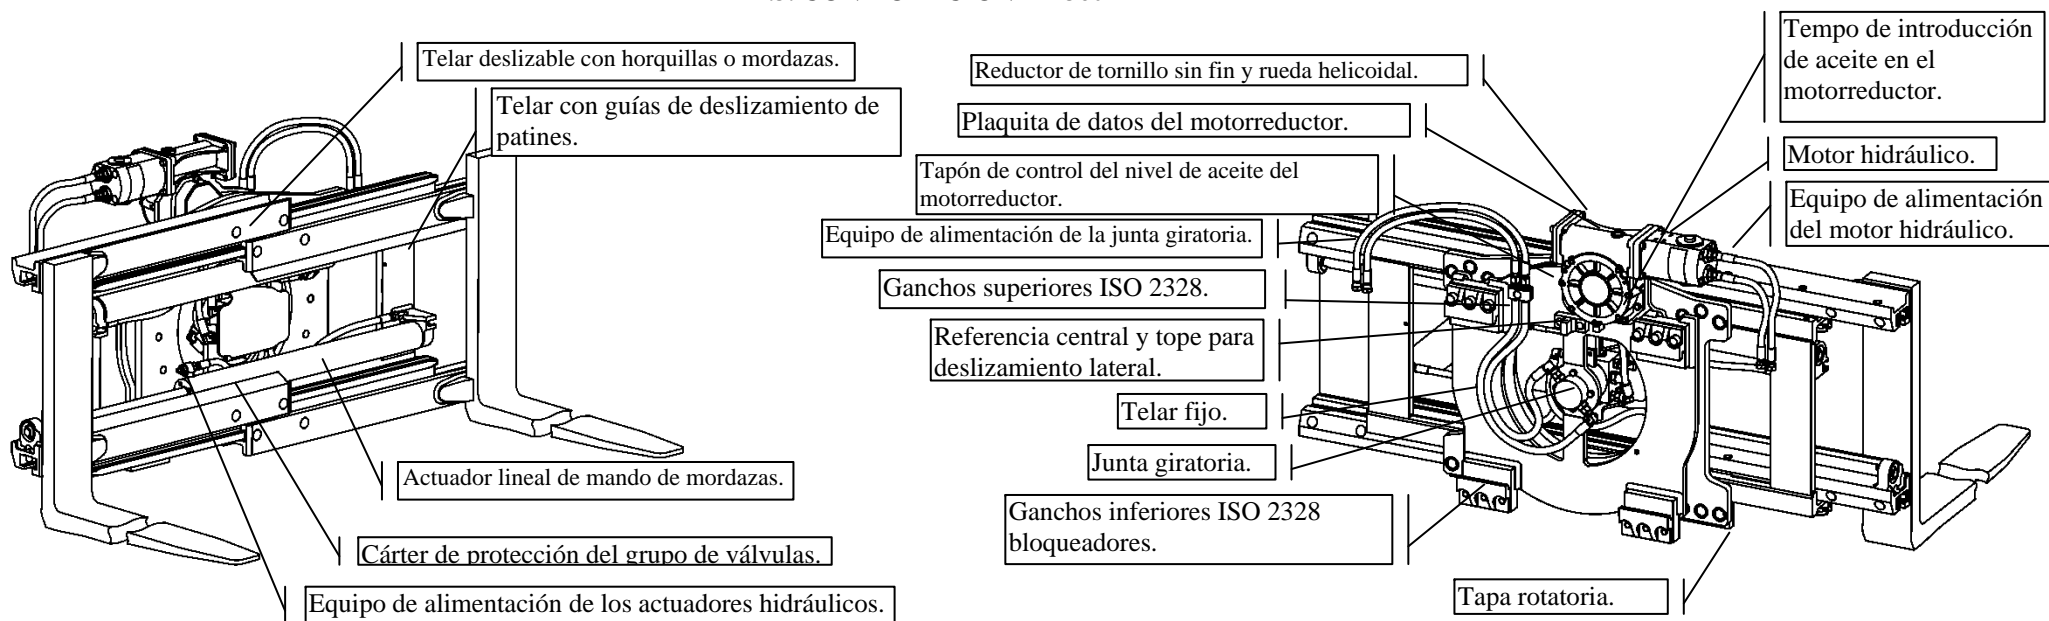 Telar deslizable con horquillas o mordazas.
Telar con guías de deslizamiento de
patines.
Actuador lineal de mando de mordazas.
Cárter de protección del grupo de válvulas.
Equipo de alimentación de los actuadores hidráulicos.
Reductor de tornillo sin fin y rueda helicoidal.
Plaquita de datos del motorreductor.
Tapón de control del nivel de aceite del
motorreductor.
Equipo de alimentación de la junta giratoria.
Ganchos superiores ISO 2328.
Referencia central y tope para
deslizamiento lateral.
Telar fijo.
Junta giratoria.
Ganchos inferiores ISO 2328
bloqueadores.
Tempo de introducción
de aceite en el
motorreductor.
Motor hidráulico.
Equipo de alimentación
del motor hidráulico.
Tapa rotatoria.